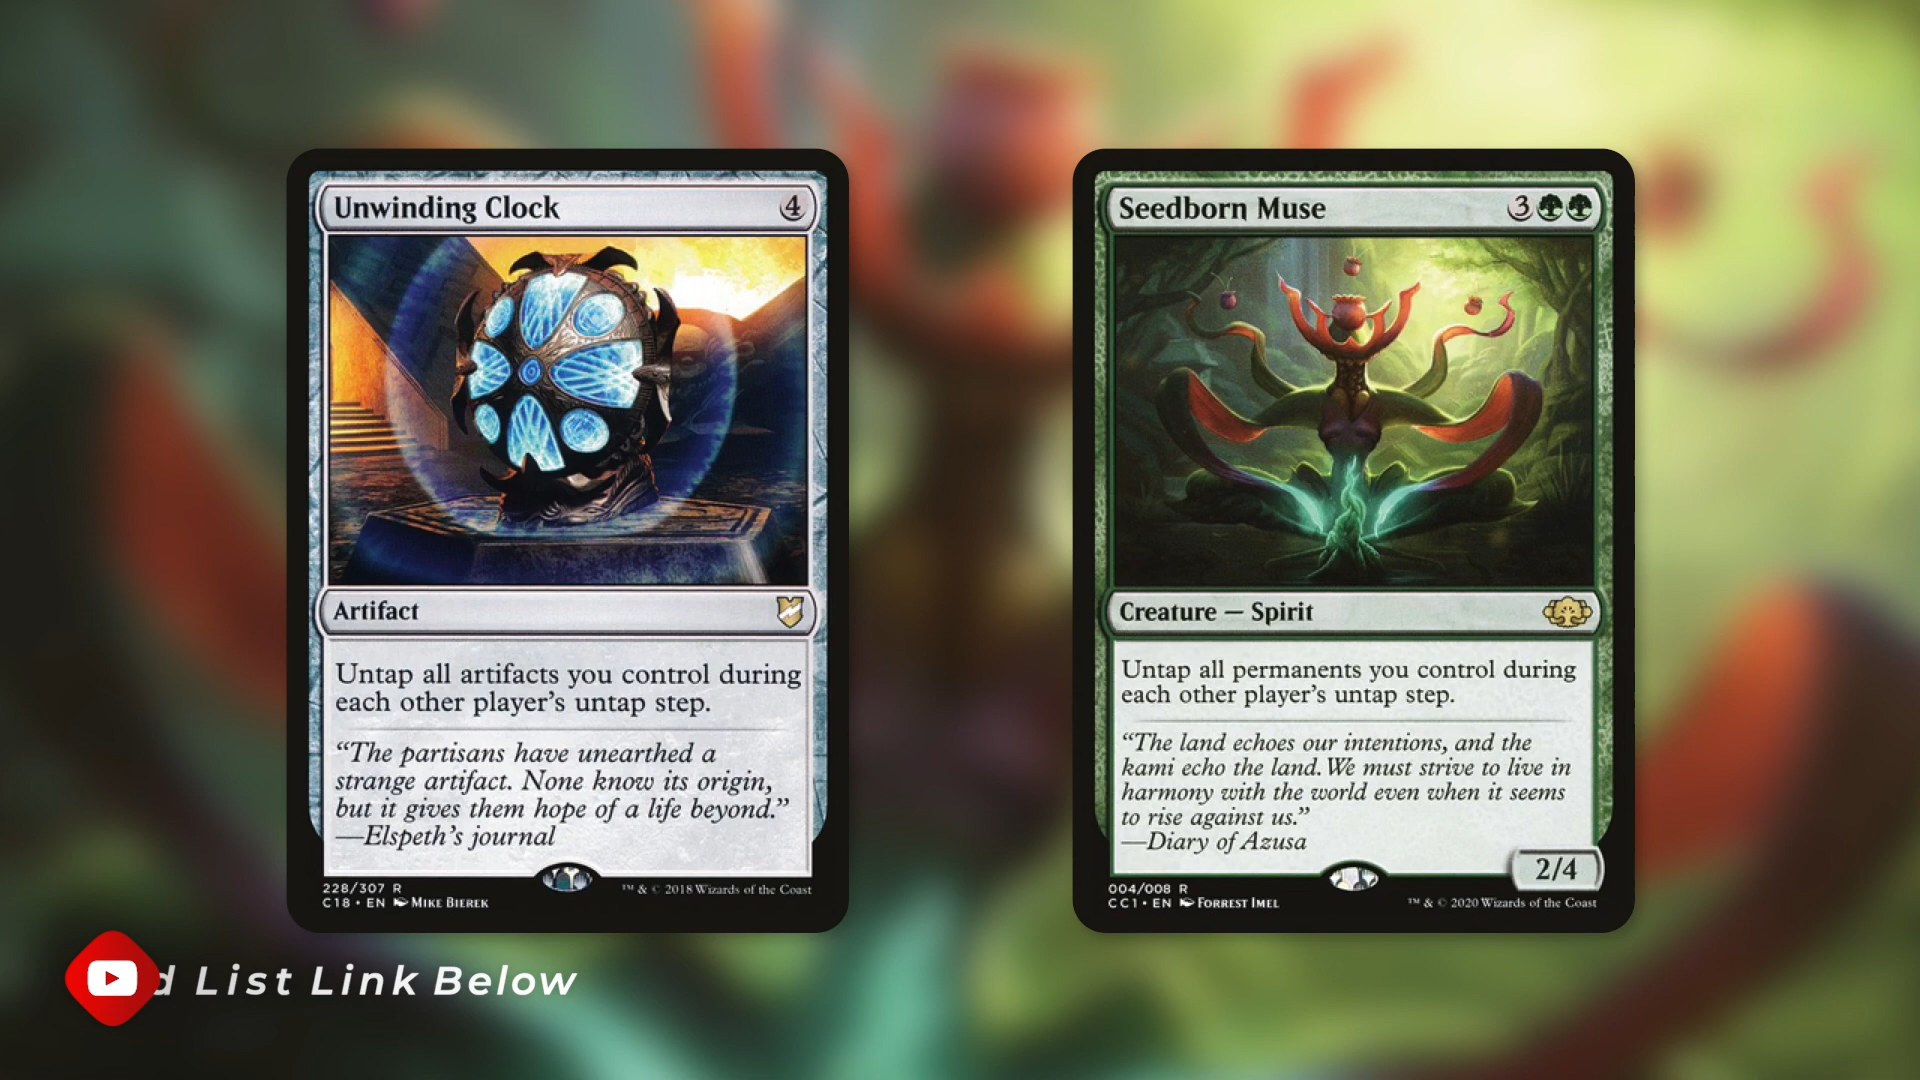 Unwinding Clock 4
Artifact
Untap all artifacts you control during
each other player's untap step.
“The partisans have unearthed a
strange artifact. None know its origin,
but it gives them hope of a life beyond.”
—Elspeth's journal
228/307 R
C18 • EN MIKE BIEREK
™ & © 2018 Wizards of the Coast
Seedborn Muse 3
Creature — Spirit
Untap all permanents you control during
each other player's untap step.
“The land echoes our intentions, and the
kami echo the land. We must strive to live in
harmony with the world even when it seems
to rise against us.”
—Diary of Azusa
2/4
004/008 R
CC1 • EN FORREST IMEL
™ & © 2020 Wizards of the Coast
d List Link Below